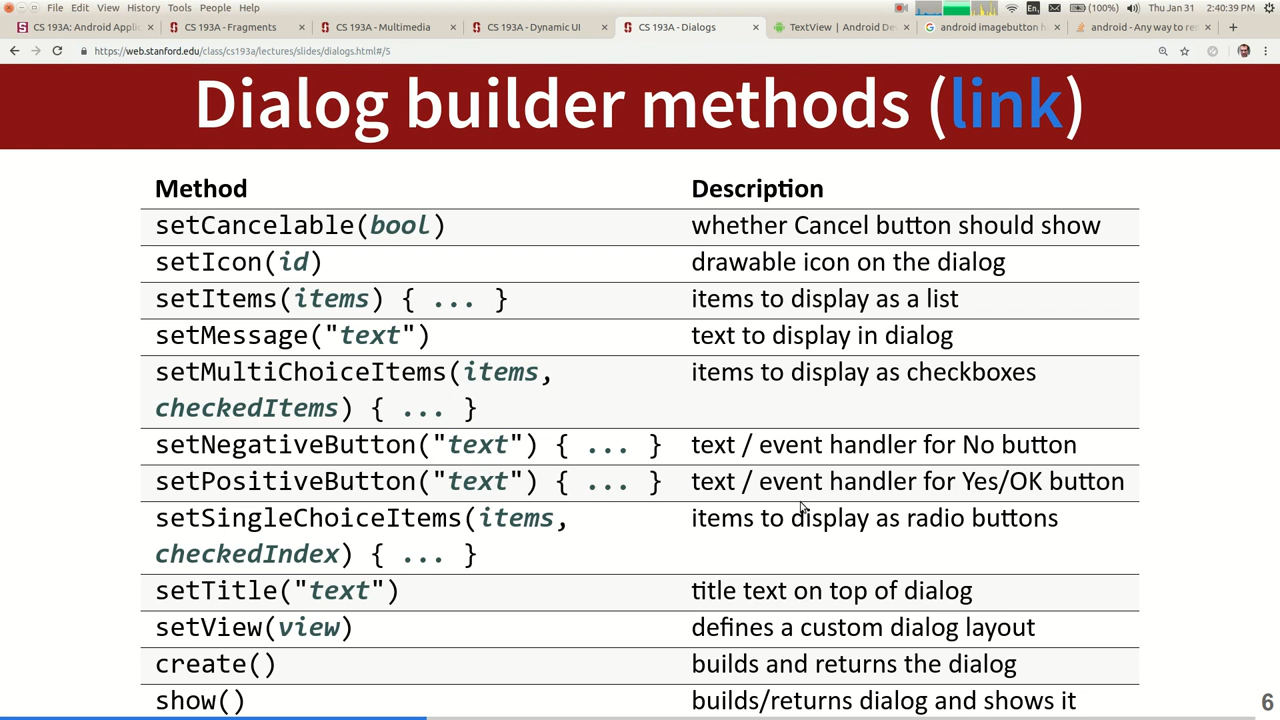 File Edit View History Tools People Help
En
(100%)
Thu Jan 31
2:40:39 PM
CS 193A: Android Appli
CS 193A - Fragments
CS 193A - Multimedia
CS 193A - Dynamic UI
CS 193A - Dialogs
TextView | Android De
android imagebutton h
android - Any way to re
https://web.stanford.edu/class/cs193a/lectures/slides/dialogs.html#/5
Dialog builder methods (link)
Method Description
setCancelable(bool) whether Cancel button should show
setIcon(id) drawable icon on the dialog
setItems(items) { ... } items to display as a list
setMessage("text") text to display in dialog
setMultiChoiceItems(items, items to display as checkboxes
checkedItems) { ... }
setNegativeButton("text") { ... } text / event handler for No button
setPositiveButton("text") { ... } text / event handler for Yes/OK button
setSingleChoiceItems(items, items to display as radio buttons
checkedIndex) { ... }
setTitle("text") title text on top of dialog
setView(view) defines a custom dialog layout
create() builds and returns the dialog
show() builds/returns dialog and shows it
6